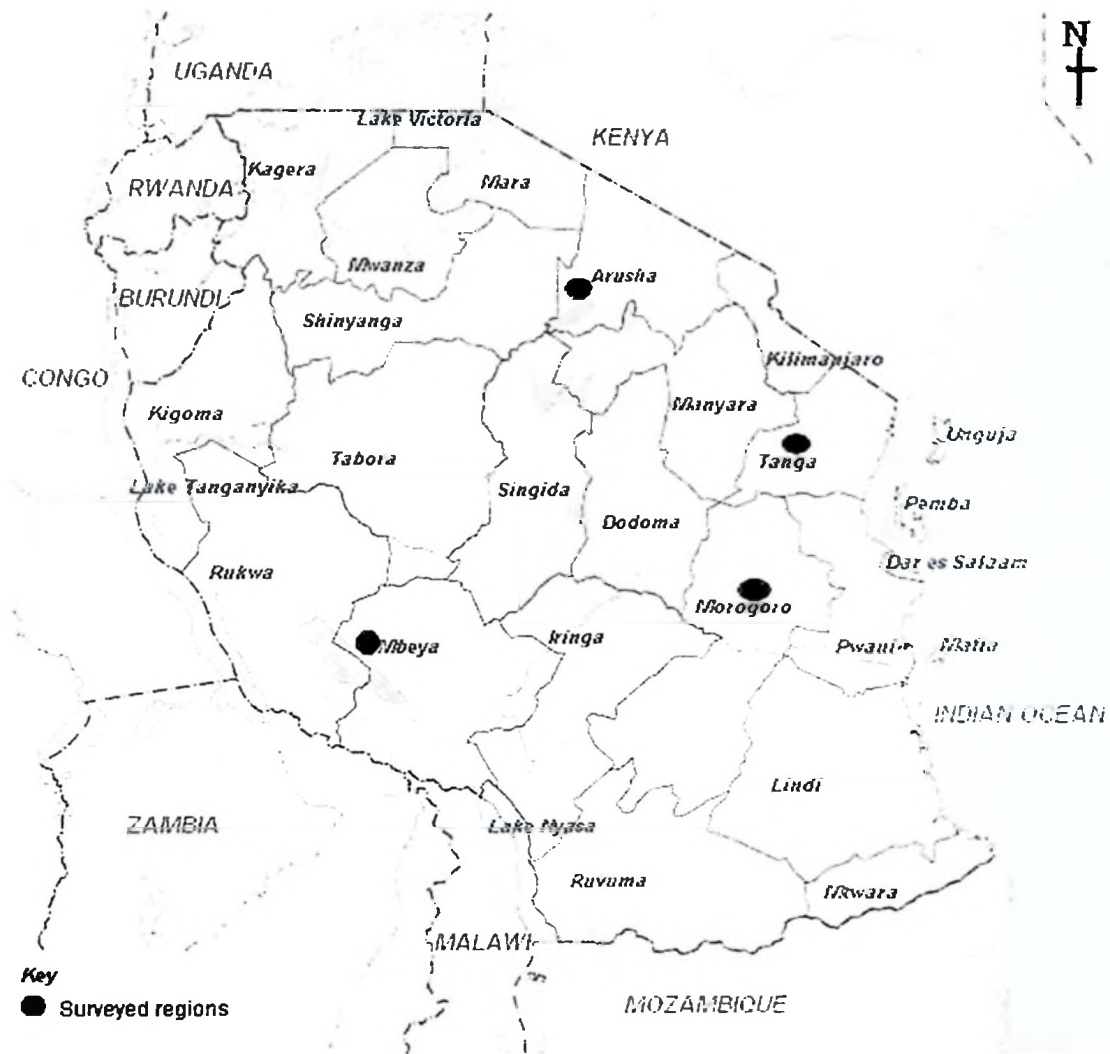 N
UGANDA
Lake Victoria
KENYA
Kagera
Mara
RWANDA
Mwanza
Arusha
BURUNDI
Shinyanga
Kilimanjaro
CONGO
Manyara
Kigoma
Unguja
Tabora
Tanga
Lake Tanganyika
Singida
Pemba
Dodoma
Dar es Salaam
Rukwa
Morogoro
Iringa
Mbeya
Pwani
Mafia
INDIAN OCEAN
Lindi
ZAMBIA
Lake Nyasa
Ruvuma
Mtwara
MALAWI
Key
MOZAMBIQUE
Surveyed regions